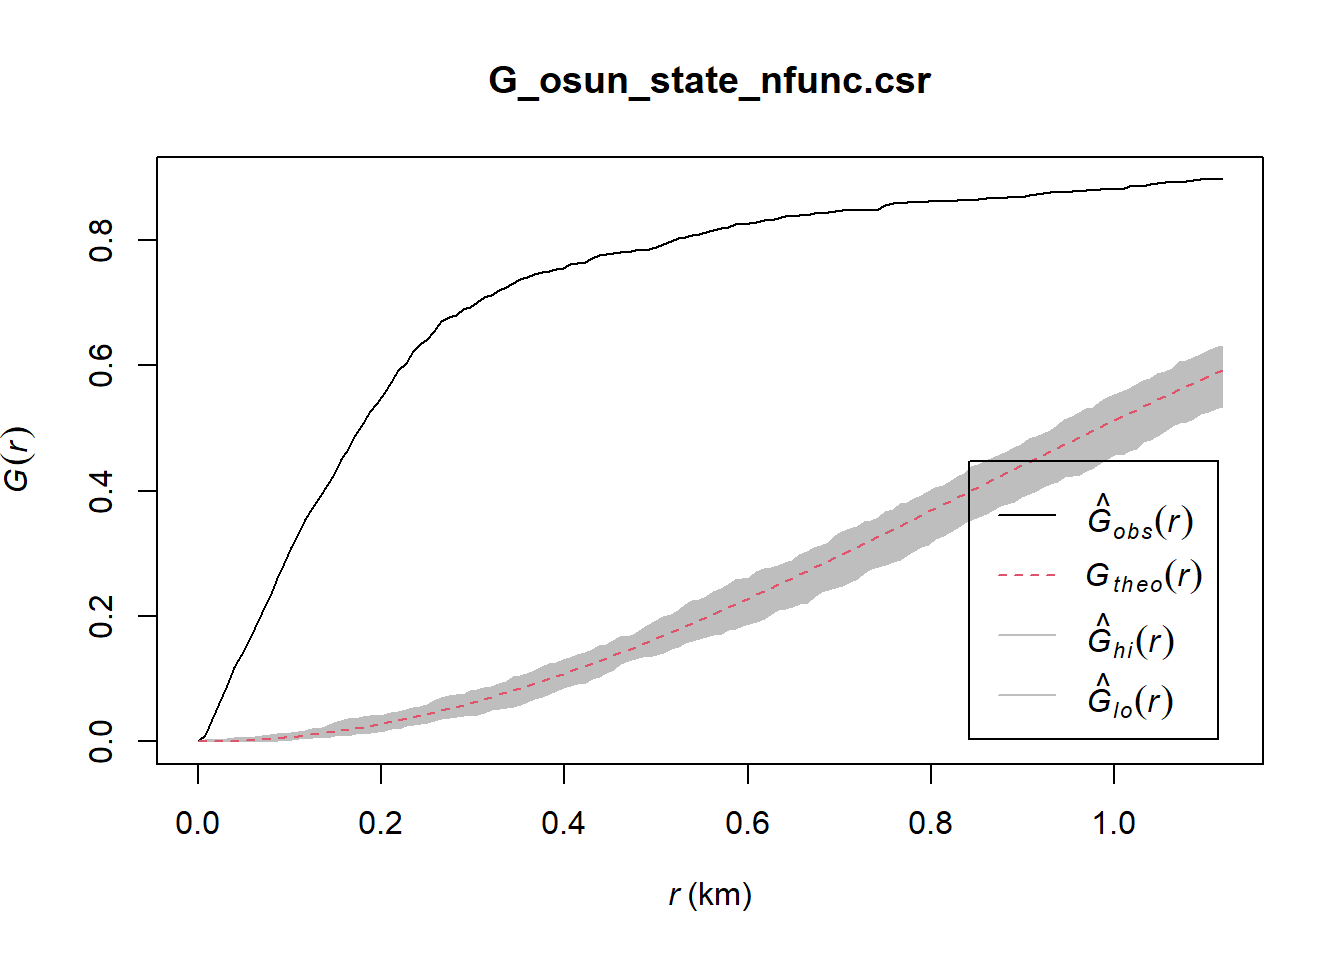 G_osun_state_nfunc.csr
G(r)
0.8
0.6
0.4
0.2
0.0
Ĝobs(r)
Gtheo(r)
Ĝhi(r)
Ĝlo(r)
0.0 0.2 0.4 0.6 0.8 1.0
r (km)